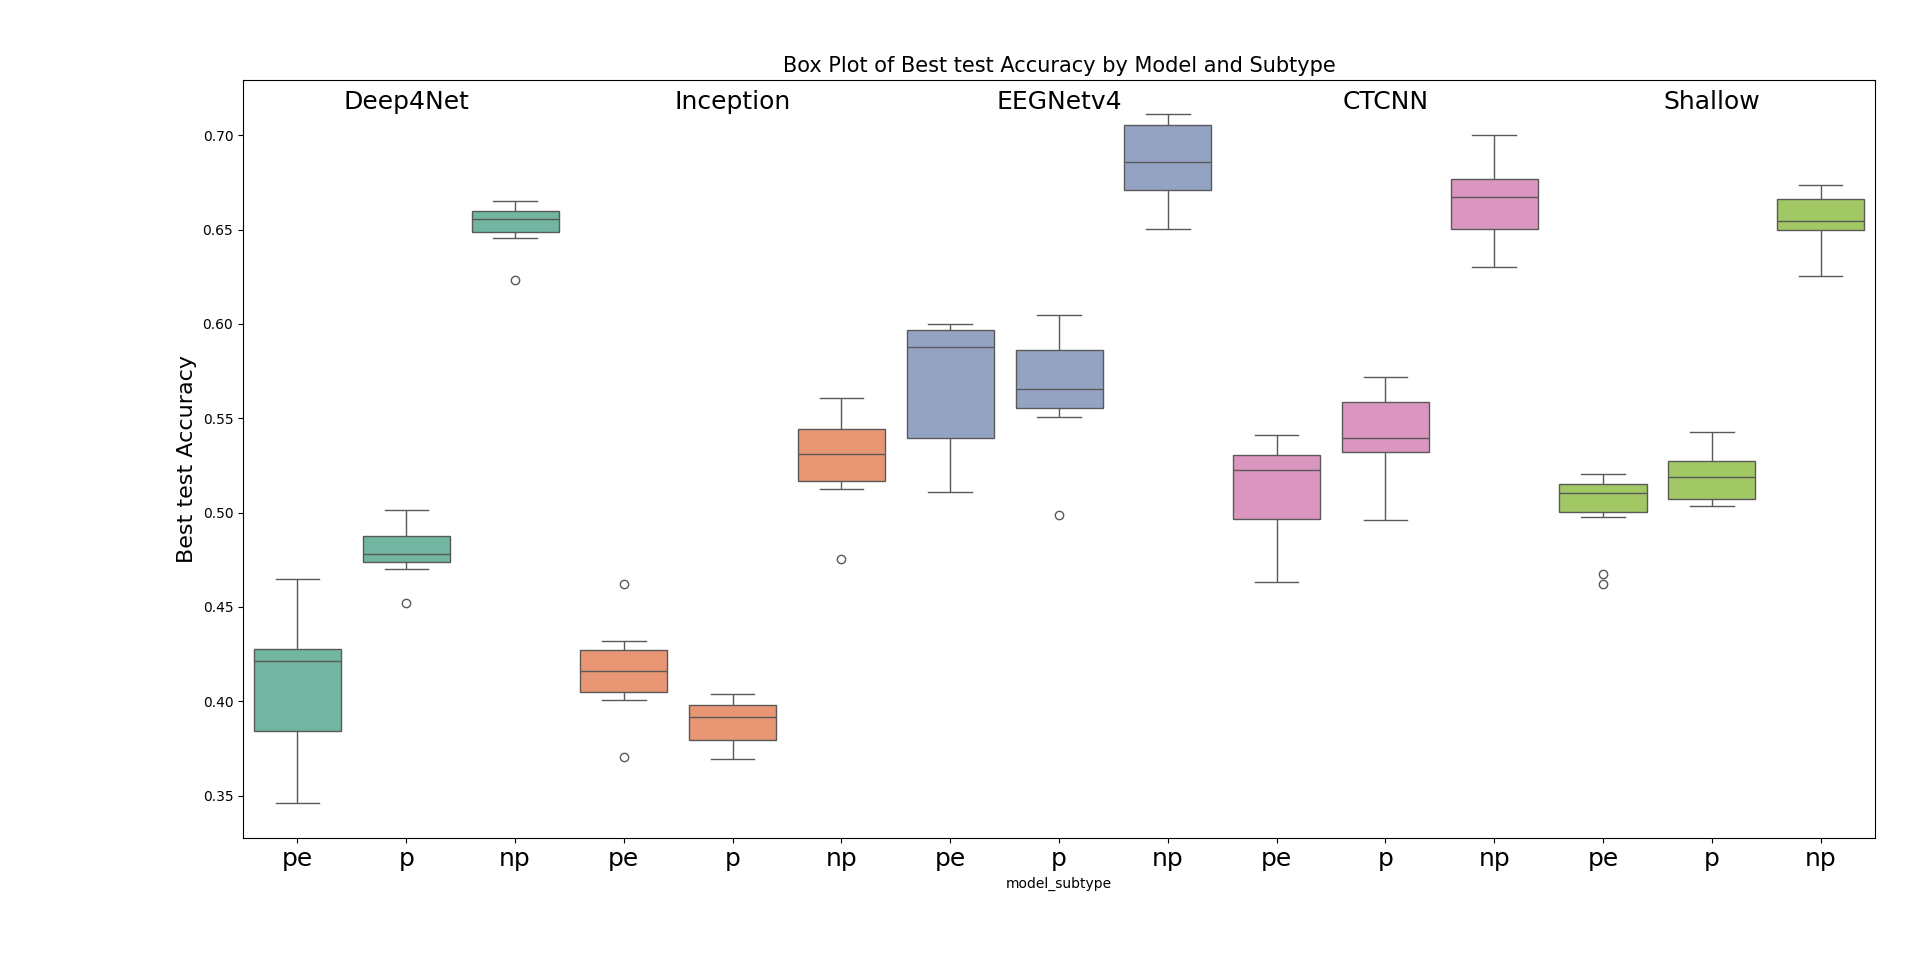 Box Plot of Best test Accuracy by Model and Subtype
Deep4Net Inception EEGNetv4 CTCNN Shallow
0.70
0.65
0.60
0.55
0.50
0.45
0.40
0.35
Best test Accuracy
pe p np pe p np pe p np pe p np pe p np
model_subtype